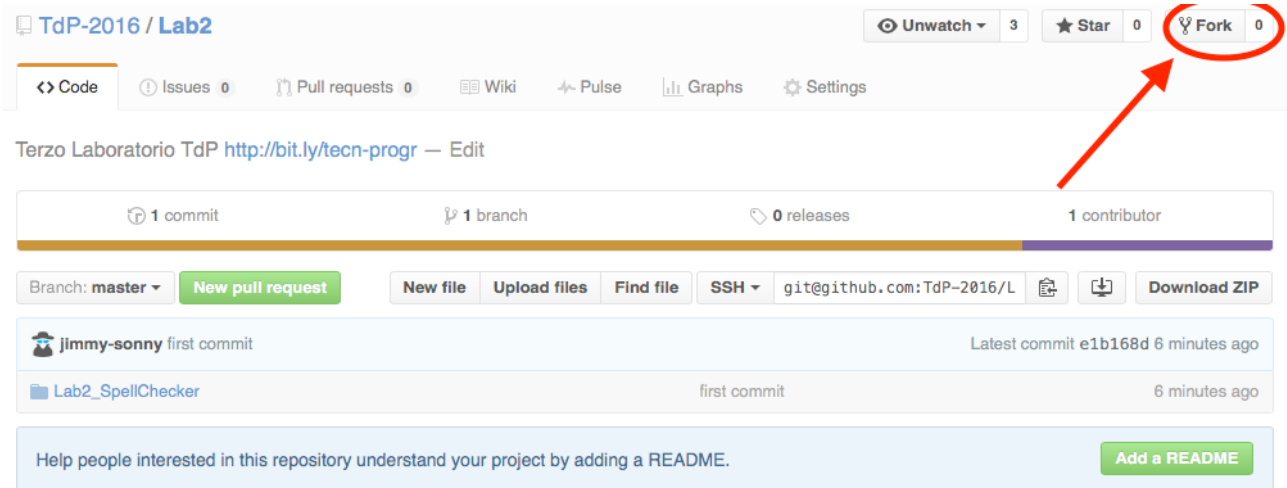 TdP-2016 / Lab2 Unwatch 3 Star 0 Fork 0
Code Issues 0 Pull requests 0 Wiki Pulse Graphs Settings
Terzo Laboratorio TdP http://bit.ly/tecn-progr — Edit
1 commit 1 branch 0 releases 1 contributor
Branch: master New pull request New file Upload files Find file SSH git@github.com:TdP-2016/L Download ZIP
jimmy-sonny first commit Latest commit e1b168d 6 minutes ago
Lab2_SpellChecker first commit 6 minutes ago
Help people interested in this repository understand your project by adding a README. Add a README